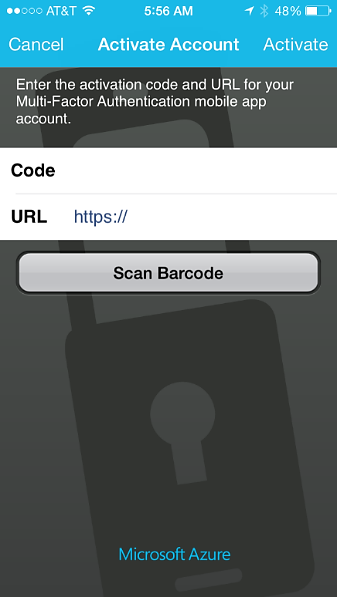 AT&T 5:56 AM 48%
Cancel Activate Account Activate
Enter the activation code and URL for your
Multi-Factor Authentication mobile app
account.
Code
URL https://
Scan Barcode
Microsoft Azure